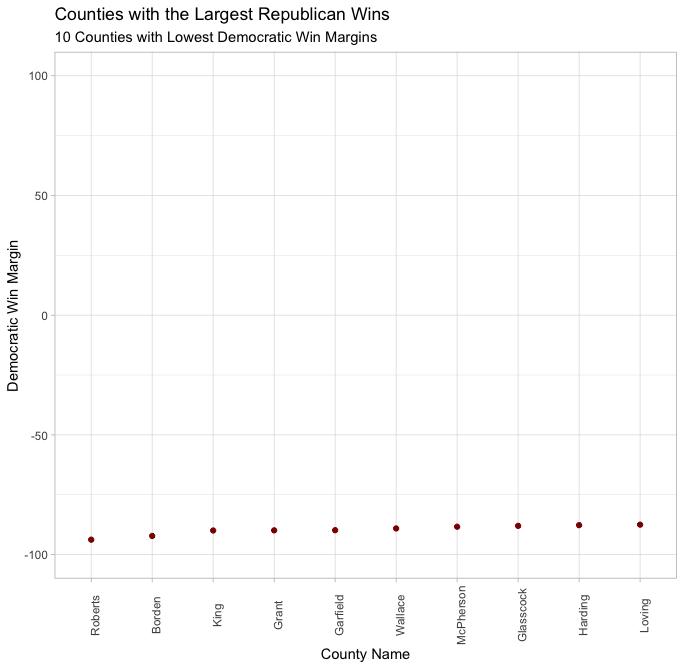 Counties with the Largest Republican Wins
10 Counties with Lowest Democratic Win Margins
Democratic Win Margin
100
50
0
-50
-100
Roberts
Borden
King
Grant
Garfield
Wallace
McPherson
Glasscock
Harding
Loving
County Name